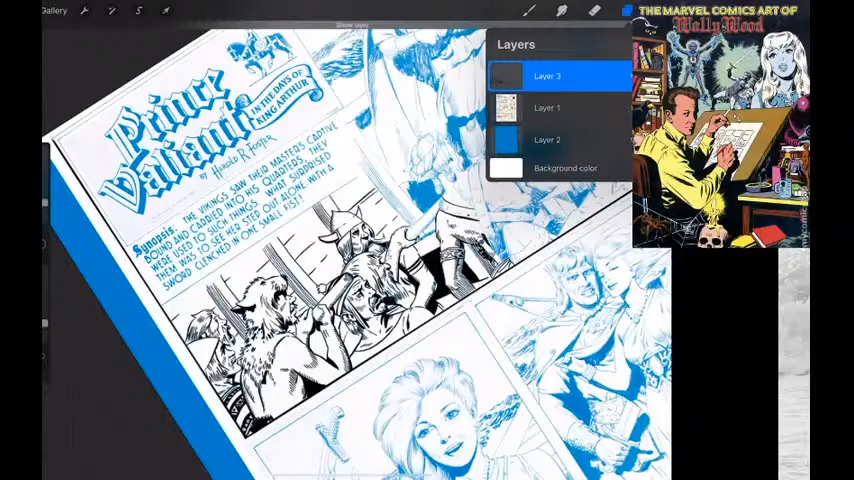 Gallery
Layers
Layer 3
Layer 1
Layer 2
Background color
THE MARVEL COMICS ART OF
Wally Wood
Prince
Valiant
IN THE DAYS OF
KING ARTHUR
BY HAROLD R FOSTER
Synopsis: THE VIKINGS SAW THEIR MASTER'S CAPTIVE
BOUND AND CARRIED INTO HIS QUARTERS. THEY
WERE USED TO SUCH THINGS. WHAT SURPRISED
THEM WAS TO SEE HER STEP OUT ALONE WITH A
SWORD CLENCHED IN ONE SMALL FIST!